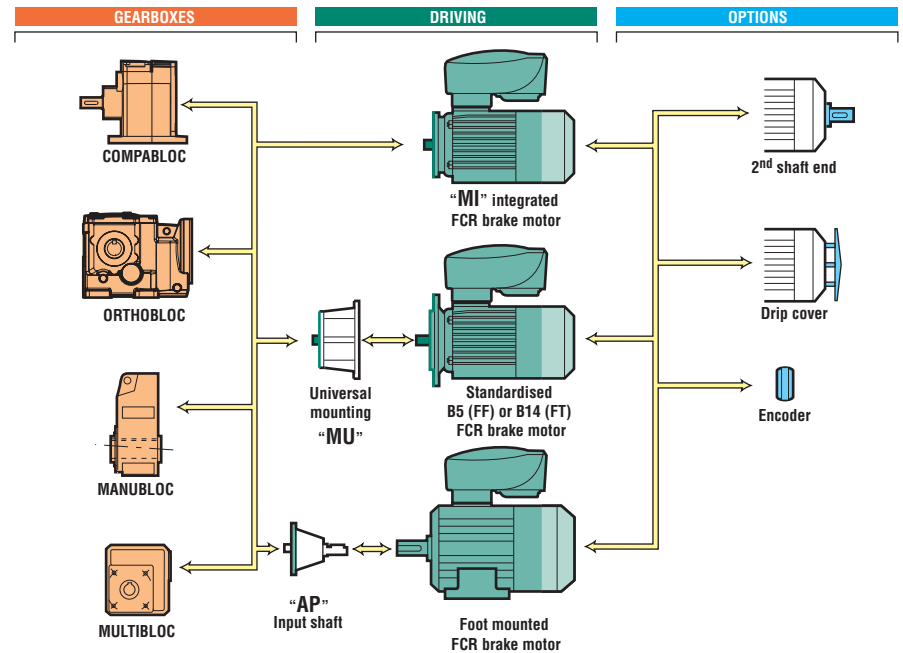 GEARBOXES
DRIVING
OPTIONS
COMPABLOC
ORTHOBLOC
MANUBLOC
MULTIBLOC
“MI” integrated
FCR brake motor
Universal
mounting
“MU”
Standardised
B5 (FF) or B14 (FT)
FCR brake motor
“AP”
Input shaft
Foot mounted
FCR brake motor
2nd shaft end
Drip cover
Encoder